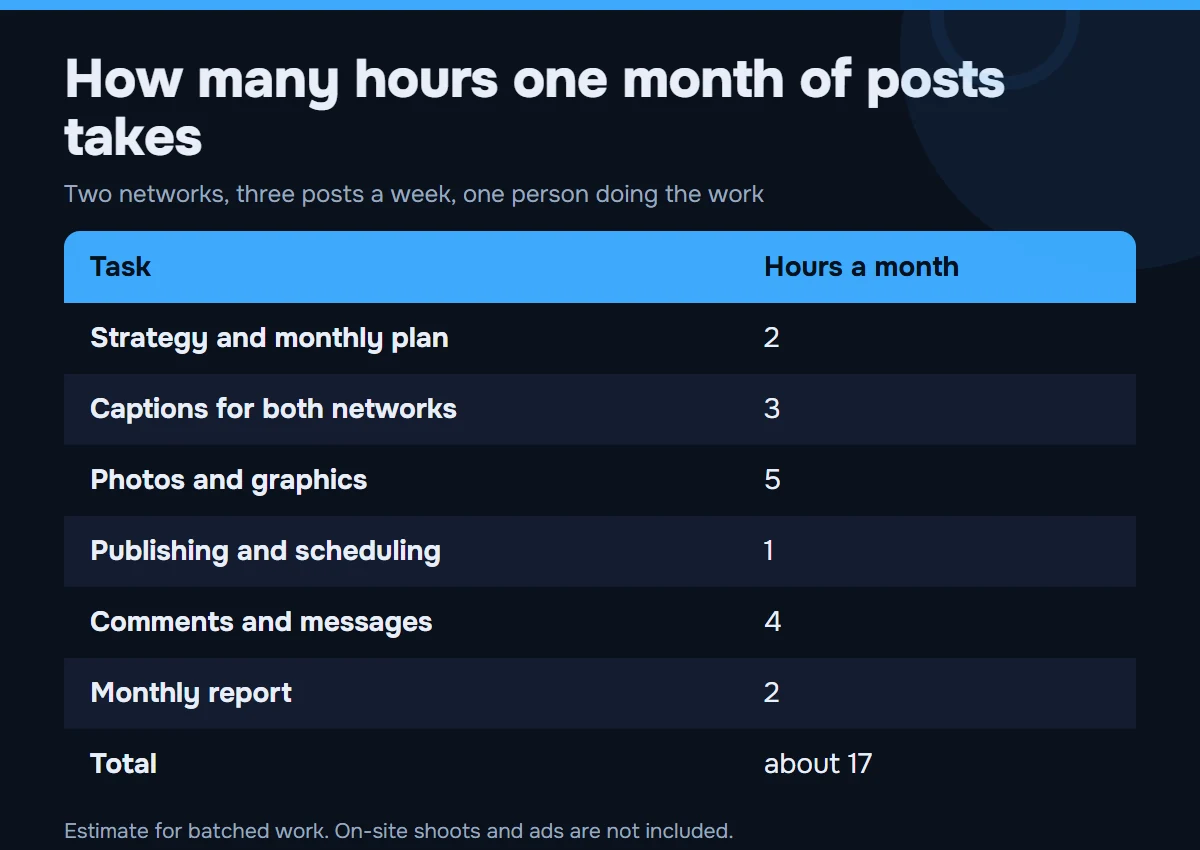 How many hours one month of posts
takes
Two networks, three posts a week, one person doing the work
Task Hours a month
Strategy and monthly plan 2
Captions for both networks 3
Photos and graphics 5
Publishing and scheduling 1
Comments and messages 4
Monthly report 2
Total about 17
Estimate for batched work. On-site shoots and ads are not included.